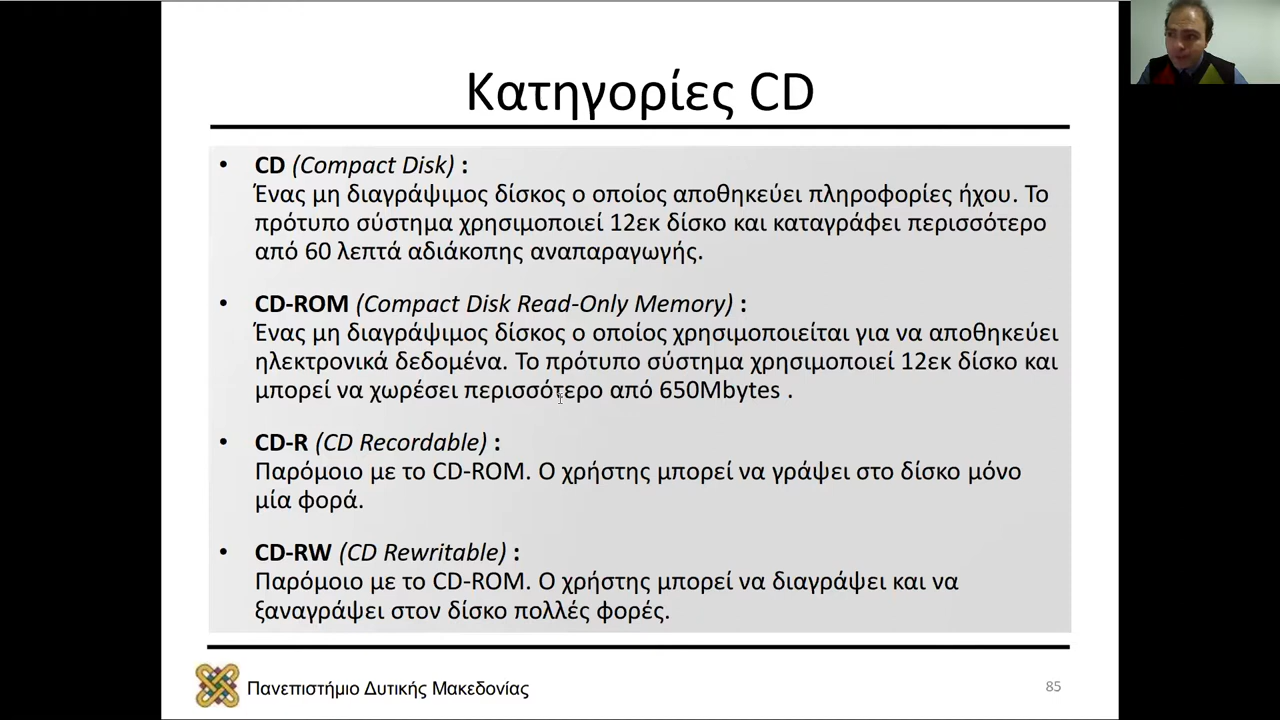 Κατηγορίες CD
• CD (Compact Disk) :
Ένας μη διαγράψιμος δίσκος ο οποίος αποθηκεύει πληροφορίες ήχου. Το
πρότυπο σύστημα χρησιμοποιεί 12εκ δίσκο και καταγράφει περισσότερο
από 60 λεπτά αδιάκοπης αναπαραγωγής.
• CD-ROM (Compact Disk Read-Only Memory) :
Ένας μη διαγράψιμος δίσκος ο οποίος χρησιμοποιείται για να αποθηκεύει
ηλεκτρονικά δεδομένα. Το πρότυπο σύστημα χρησιμοποιεί 12εκ δίσκο και
μπορεί να χωρέσει περισσότερο από 650Mbytes .
• CD-R (CD Recordable) :
Παρόμοιο με το CD-ROM. Ο χρήστης μπορεί να γράψει στο δίσκο μόνο
μία φορά.
• CD-RW (CD Rewritable) :
Παρόμοιο με το CD-ROM. Ο χρήστης μπορεί να διαγράψει και να
ξαναγράψει στον δίσκο πολλές φορές.
Πανεπιστήμιο Δυτικής Μακεδονίας
85